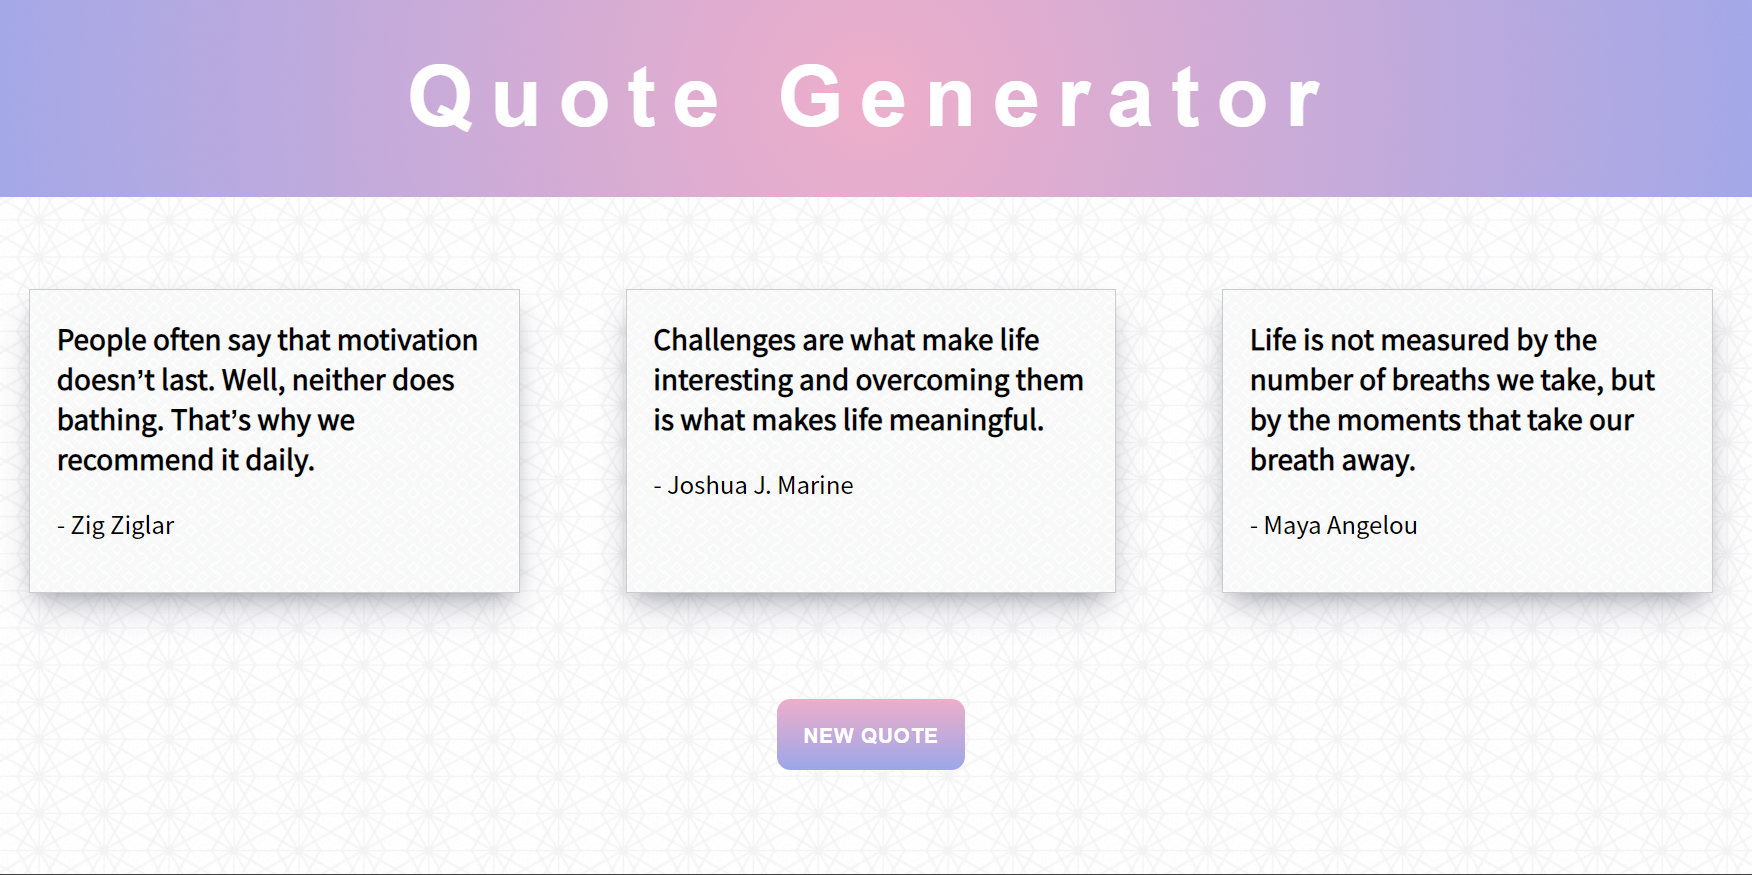 Quote Generator
People often say that motivation
doesn’t last. Well, neither does
bathing. That’s why we
recommend it daily.
- Zig Ziglar
Challenges are what make life
interesting and overcoming them
is what makes life meaningful.
- Joshua J. Marine
Life is not measured by the
number of breaths we take, but
by the moments that take our
breath away.
- Maya Angelou
NEW QUOTE